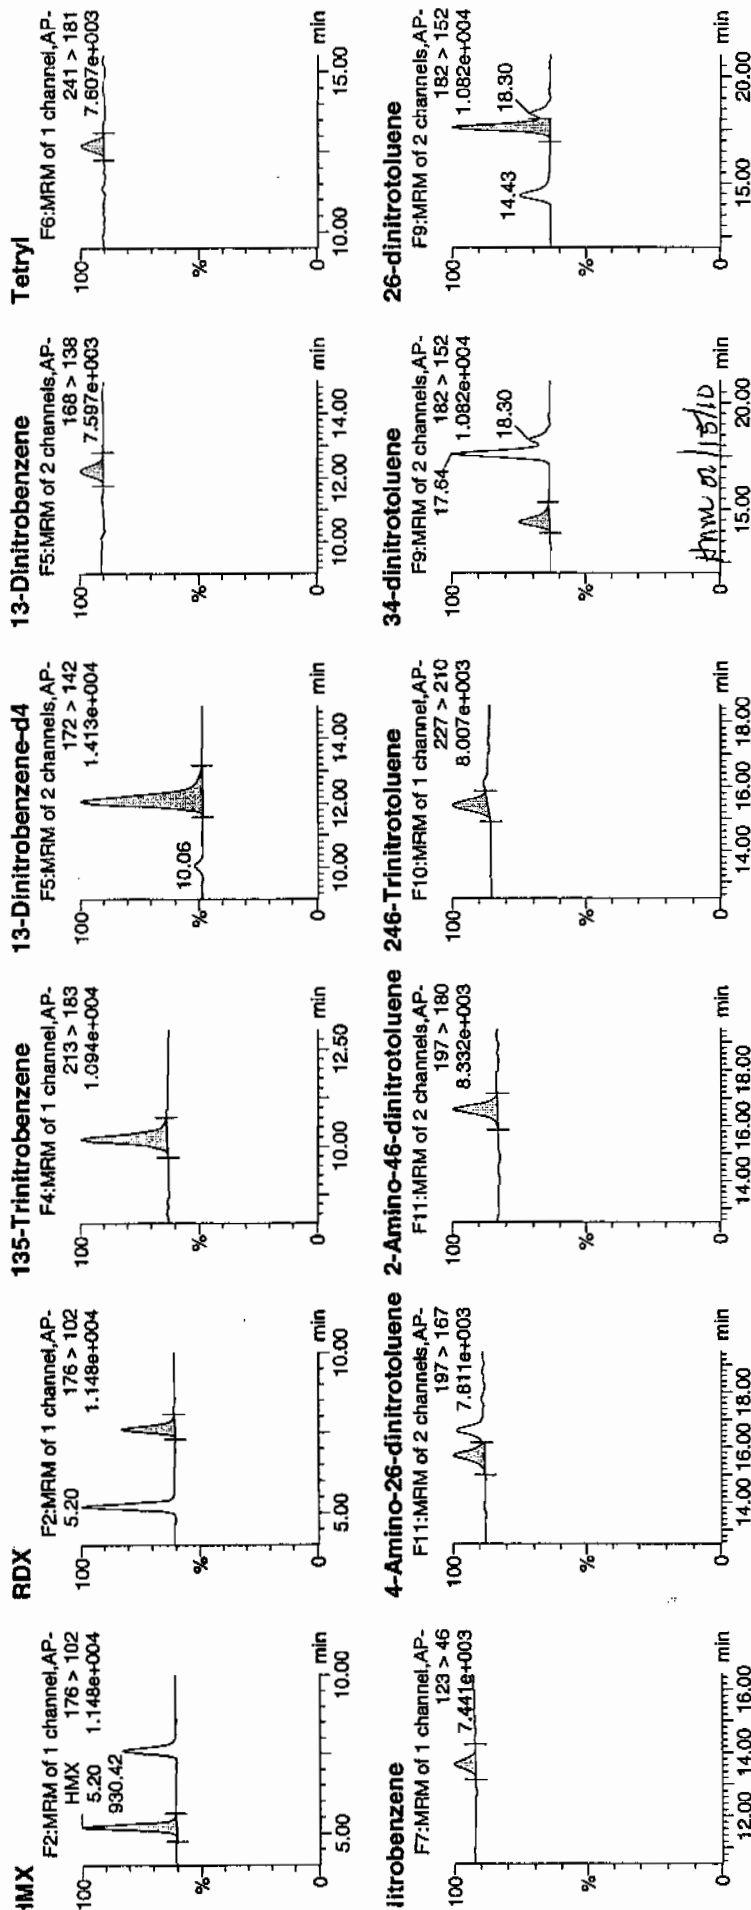 HMX
F2:MRM of 1 channel,AP-
HMX
176 > 102
5.20
1.148e+004
930.42
100
%
0
5.00
10.00
min
RDX
F2:MRM of 1 channel,AP-
5.20
176 > 102
1.148e+004
100
%
0
5.00
10.00
min
135-Trinitrobenzene
F4:MRM of 1 channel,AP-
213 > 183
1.094e+004
100
%
0
10.00
12.50
min
13-Dinitrobenzene-d4
F5:MRM of 2 channels,AP-
172 > 142
1.413e+004
10.06
100
%
0
10.00
12.00
14.00
min
13-Dinitrobenzene
F5:MRM of 2 channels,AP-
168 > 138
7.597e+003
100
%
0
10.00
12.00
14.00
min
Tetryl
F6:MRM of 1 channel,AP-
241 > 181
7.607e+003
100
%
0
10.00
15.00
min
litrobenzene
F7:MRM of 1 channel,AP-
123 > 46
7.441e+003
100
%
0
12.00
14.00
16.00
min
4-Amino-26-dinitrotoluene
F11:MRM of 2 channels,AP-
197 > 167
7.811e+003
100
%
0
14.00
16.00
18.00
min
2-Amino-46-dinitrotoluene
F11:MRM of 2 channels,AP-
197 > 180
8.332e+003
100
%
0
14.00
16.00
18.00
min
246-Trinitrotoluene
F10:MRM of 1 channel,AP-
227 > 210
8.007e+003
100
%
0
14.00
16.00
18.00
min
34-dinitrotoluene
F9:MRM of 2 channels,AP-
17.64
182 > 152
1.082e+004
18.30
100
%
0
15.00
20.00
min
26-dinitrotoluene
F9:MRM of 2 channels,AP-
182 > 152
1.082e+004
14.43
18.30
100
%
0
15.00
20.00
min